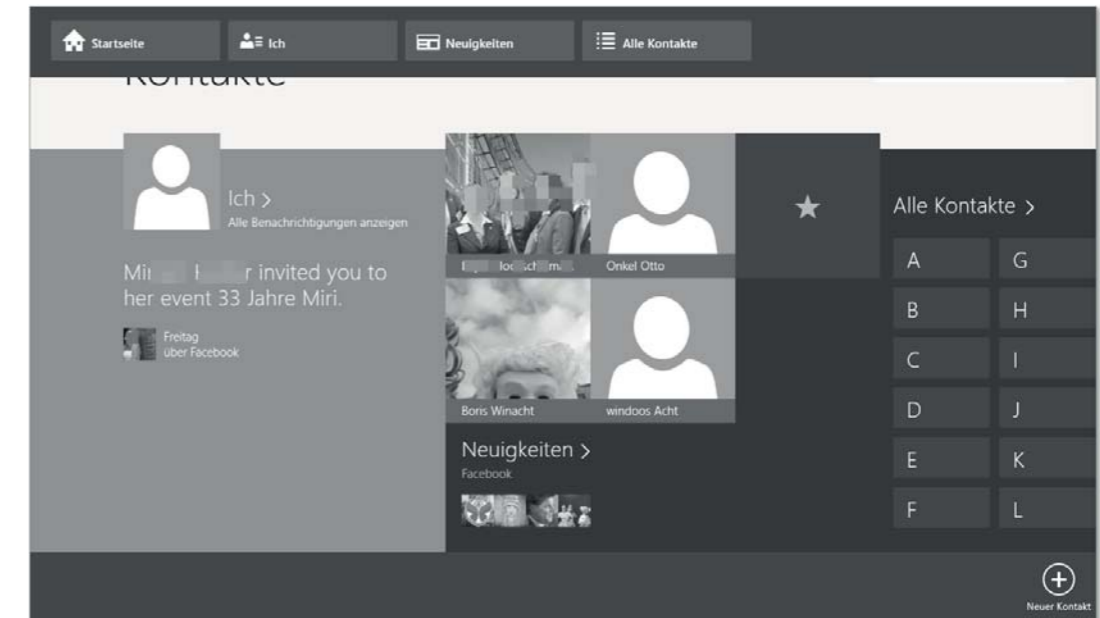 Startseite
Ich
Neuigkeiten
Alle Kontakte
Kontakte
Ich >
Alle Benachrichtigungen anzeigen
invited you to
her event 33 Jahre Miri.
Freitag
über Facebook
Onkel Otto
Boris Winacht
windoos Acht
Neuigkeiten >
Facebook
Alle Kontakte >
A
G
B
H
C
I
D
J
E
K
F
L
Neuer Kontakt